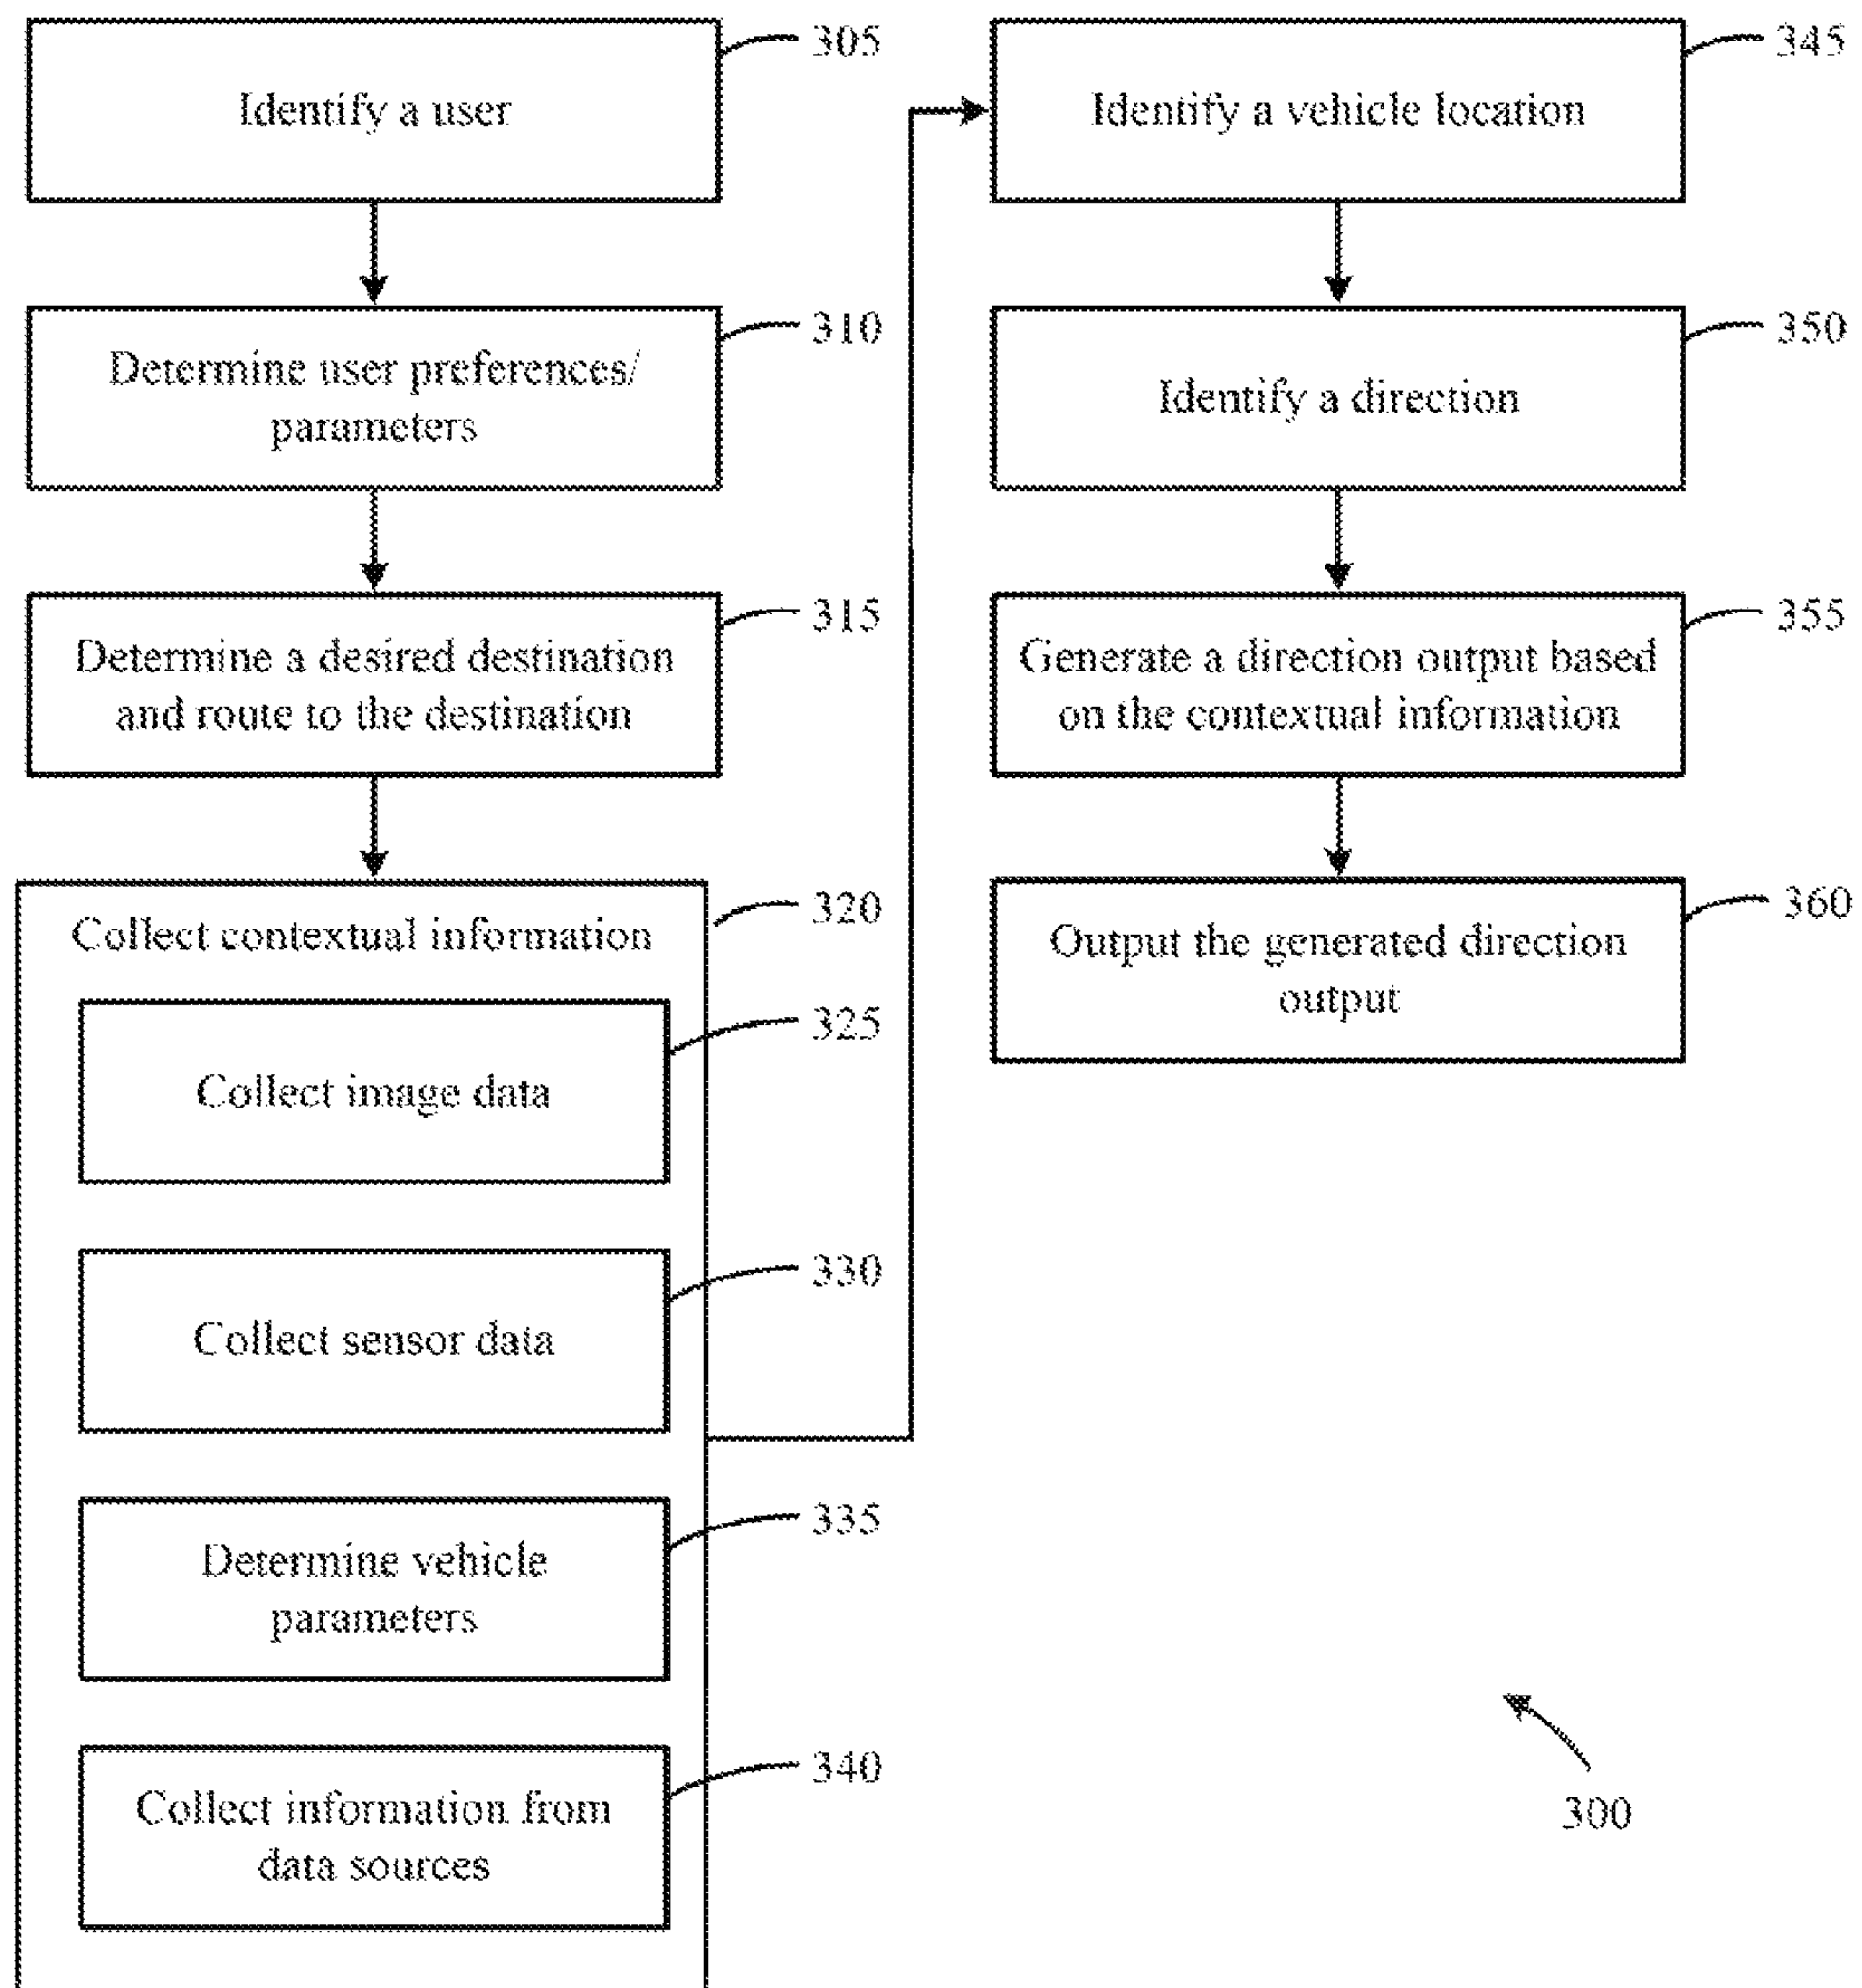 Identify a user
305
Determine user preferences/
parameters
310
Determine a desired destination
and route to the destination
315
Collect contextual information
320
Collect image data
325
Collect sensor data
330
Determine vehicle
parameters
335
Collect information from
data sources
340
Identify a vehicle location
345
Identify a direction
350
Generate a direction output based
on the contextual information
355
Output the generated direction
output
360
300